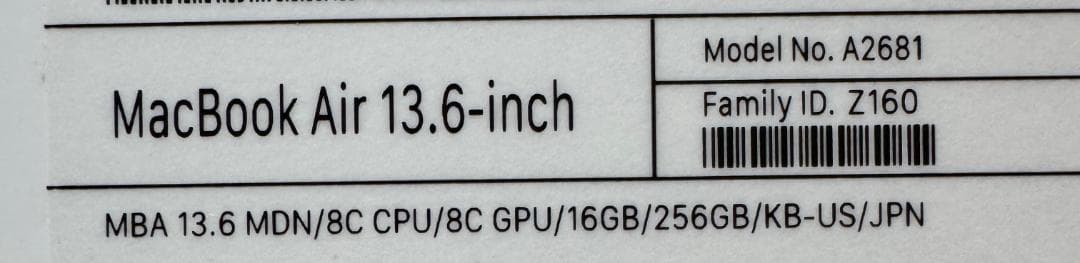 MacBook Air 13.6-inch
Model No. A2681
Family ID. Z160
MBA 13.6 MDN/8C CPU/8C GPU/16GB/256GB/KB-US/JPN